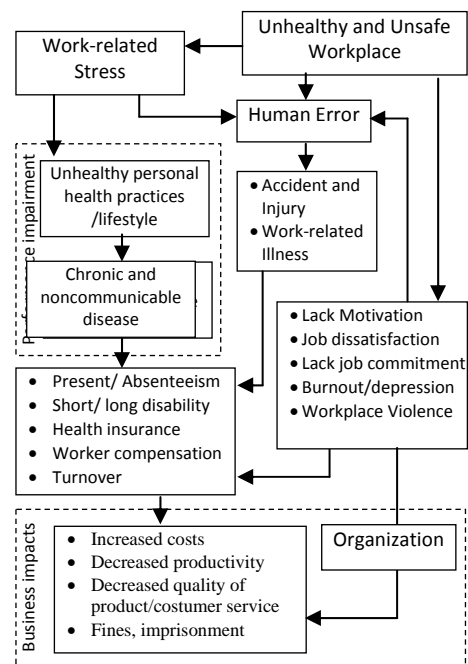 Unhealthy and Unsafe
Workplace
Work-related
Stress
Human Error
Unhealthy personal
health practices
/lifestyle
Chronic and
noncommunicable
disease
impairment
• Accident and
Injury
• Work-related
Illness
• Lack Motivation
• Job dissatisfaction
• Lack job commitment
• Burnout/depression
• Workplace Violence
• Present/ Absenteeism
• Short/ long disability
• Health insurance
• Worker compensation
• Turnover
Business impacts
• Increased costs
• Decreased productivity
• Decreased quality of
product/costumer service
• Fines, imprisonment
Organization